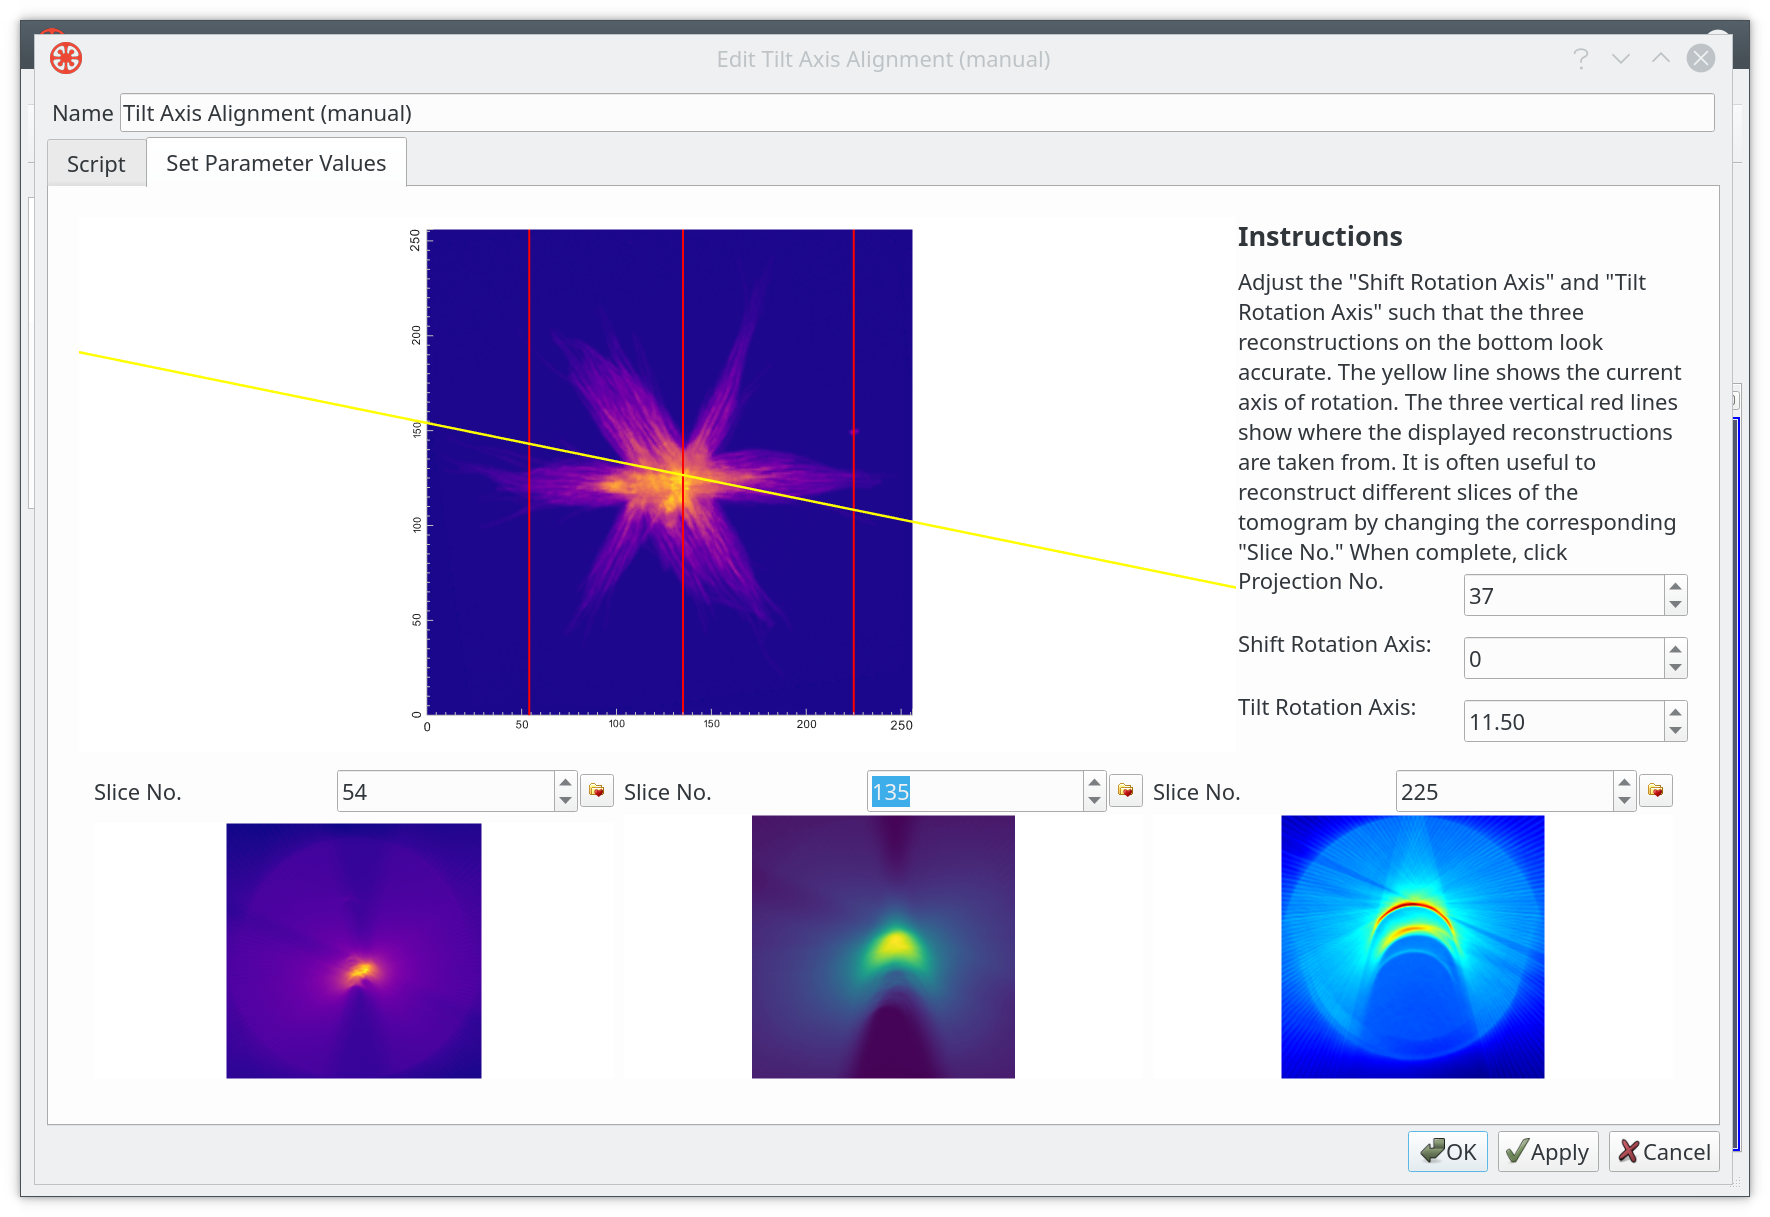 Edit Tilt Axis Alignment (manual)
Name Tilt Axis Alignment (manual)
Script Set Parameter Values
250
200
150
100
50
0
0 50 100 150 200 250
Instructions
Adjust the "Shift Rotation Axis" and "Tilt
Rotation Axis" such that the three
reconstructions on the bottom look
accurate. The yellow line shows the current
axis of rotation. The three vertical red lines
show where the displayed reconstructions
are taken from. It is often useful to
reconstruct different slices of the
tomogram by changing the corresponding
"Slice No." When complete, click
Projection No. 37
Shift Rotation Axis: 0
Tilt Rotation Axis: 11.50
Slice No. 54 Slice No. 135 Slice No. 225
OK Apply Cancel